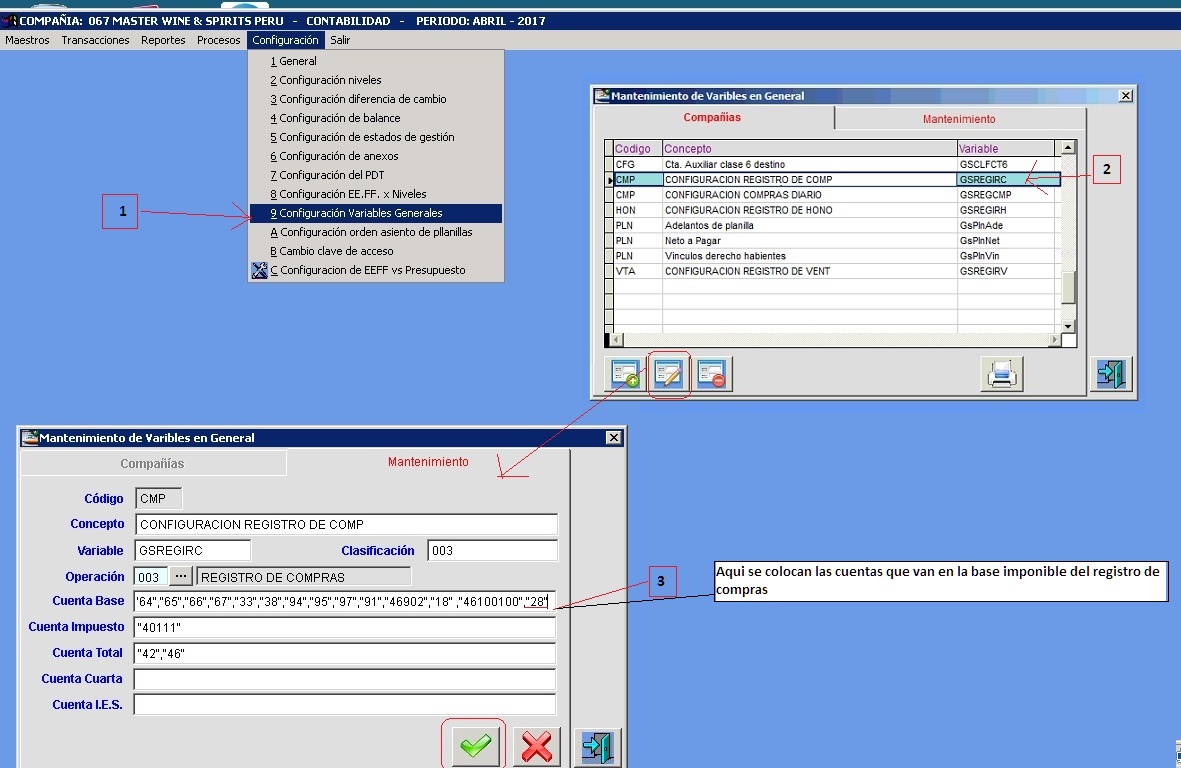 COMPAÑIA: 067 MASTER WINE & SPIRITS PERU - CONTABILIDAD - PERIODO: ABRIL - 2017
Maestros Transacciones Reportes Procesos Configuración Salir
1 General
2 Configuración niveles
3 Configuración diferencia de cambio
4 Configuración de balance
5 Configuración de estados de gestión
6 Configuración de anexos
7 Configuración del PDT
8 Configuración EE.FF. x Niveles
9 Configuración Variables Generales
A Configuración orden asiento de pllanillas
B Cambio clave de acceso
C Configuracion de EEFF vs Presupuesto
1
Mantenimiento de Varibles en General
Compañias Mantenimiento
Codigo Concepto Variable
CFG Cta. Auxiliar clase 6 destino GSCLFCT6
CMP CONFIGURACION REGISTRO DE COMP GSREGIRC
CMP CONFIGURACION COMPRAS DIARIO GSREGCMP
HON CONFIGURACION REGISTRO DE HONO GSREGIRH
PLN Adelantos de planilla GsPlnAde
PLN Neto a Pagar GsPlnNet
PLN Vinculos derecho habientes GsPlnVin
VTA CONFIGURACION REGISTRO DE VENT GSREGIRV
2
Mantenimiento de Varibles en General
Compañías Mantenimiento
Código CMP
Concepto CONFIGURACION REGISTRO DE COMP
Variable GSREGIRC Clasificación 003
Operación 003 ... REGISTRO DE COMPRAS
Cuenta Base "64","65","66","67","33","38","94","95","97","91","46902","18" ,"46100100","28"
Cuenta Impuesto "40111"
Cuenta Total "42","46"
Cuenta Cuarta
Cuenta I.E.S.
3
Aqui se colocan las cuentas que van en la base imponible del registro de
compras